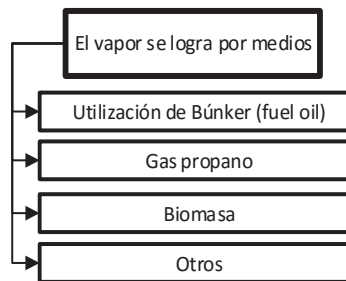 El vapor se logra por medios
Utilización de Búnker (fuel oil)
Gas propano
Biomasa
Otros